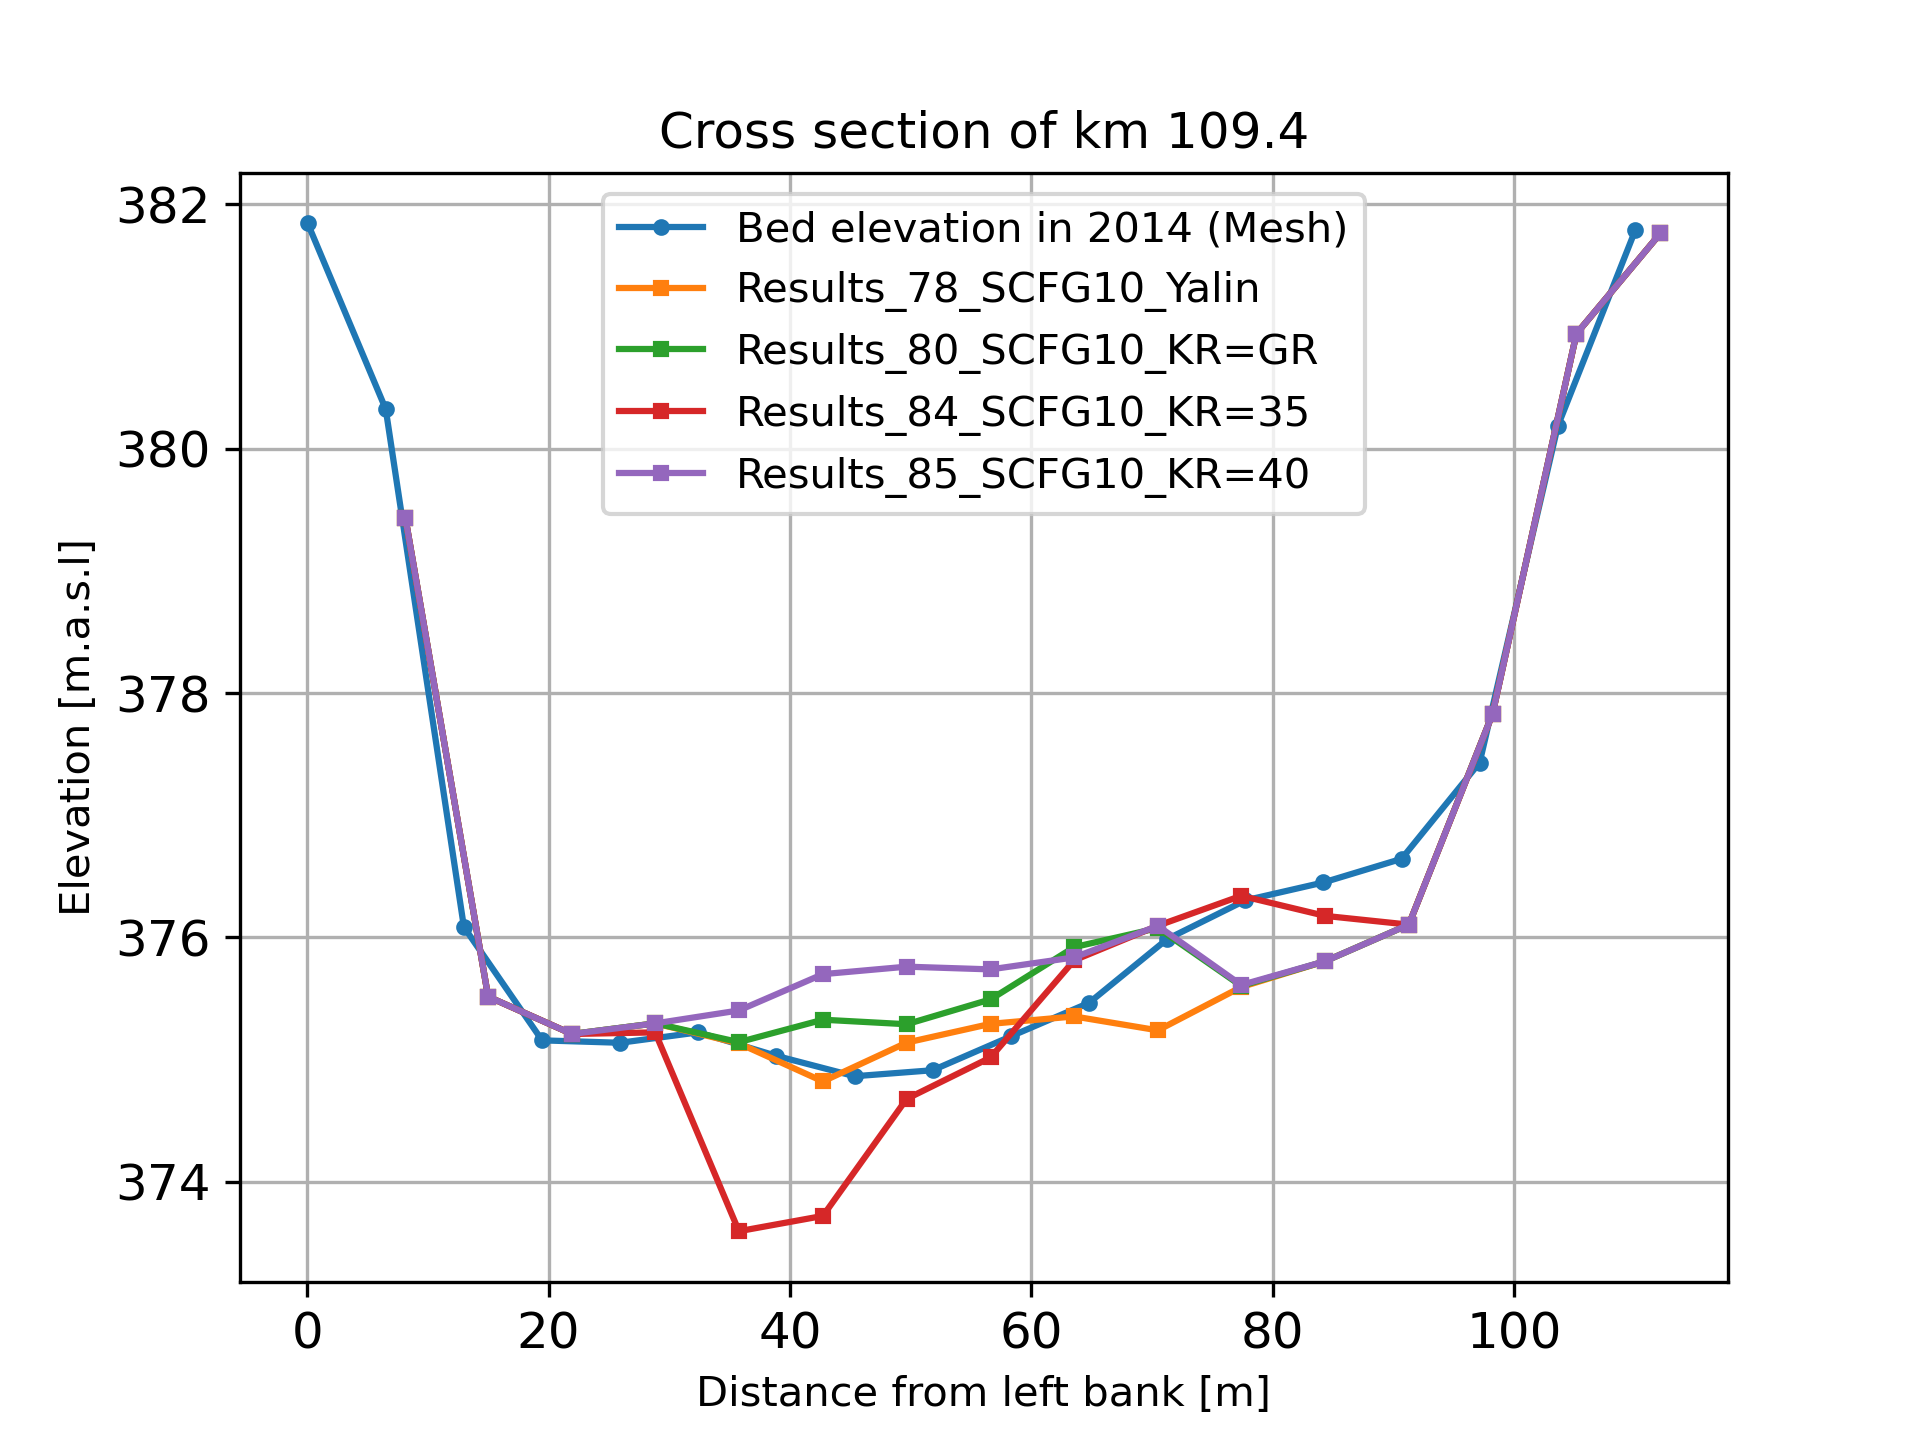 Cross section of km 109.4
382
380
378
376
374
Elevation [m.a.s.l]
Bed elevation in 2014 (Mesh)
Results_78_SCFG10_Yalin
Results_80_SCFG10_KR=GR
Results_84_SCFG10_KR=35
Results_85_SCFG10_KR=40
0 20 40 60 80 100
Distance from left bank [m]